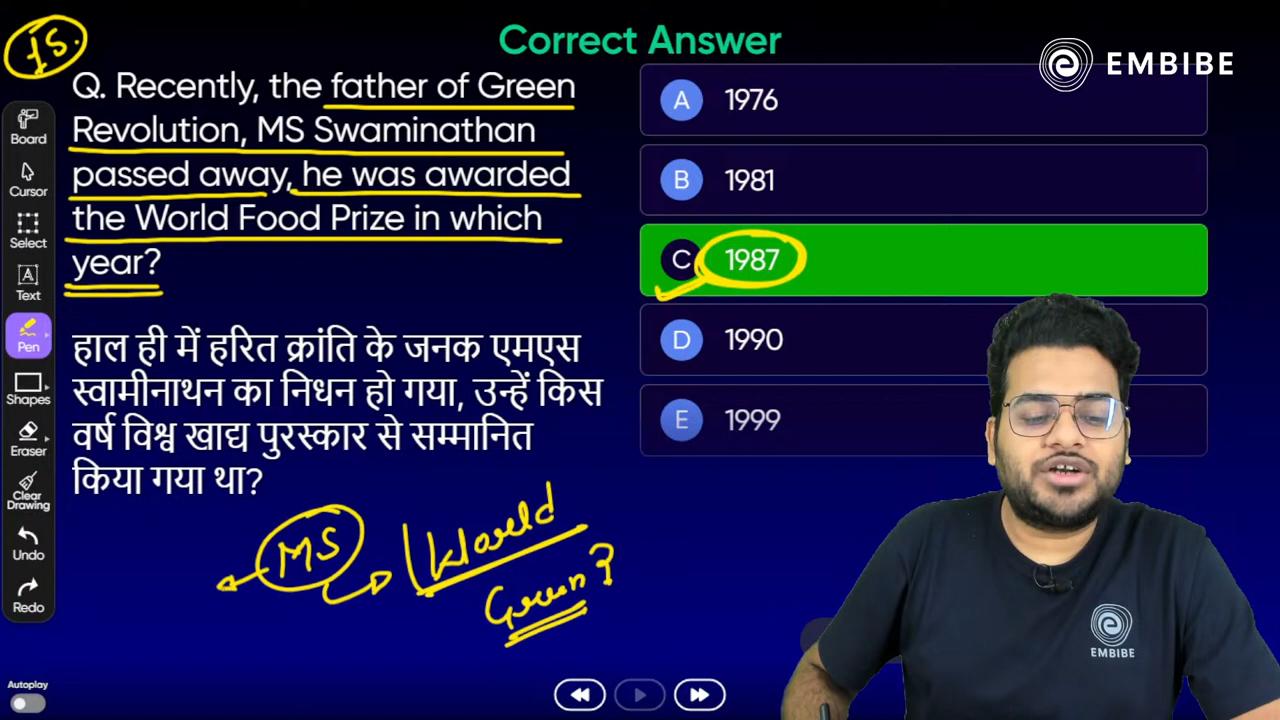 15.
Correct Answer
EMBIBE
Q. Recently, the father of Green
Revolution, MS Swaminathan
passed away, he was awarded
the World Food Prize in which
year?
हाल ही में हरित क्रांति के जनक एमएस
स्वामीनाथन का निधन हो गया, उन्हें किस
वर्ष विश्व खाद्य पुरस्कार से सम्मानित
किया गया था?
MS
World
Green?
A 1976
B 1981
C 1987
D 1990
E 1999
Board
Cursor
Select
A
Text
Pen
Shapes
Eraser
Clear
Drawing
Undo
Redo
Autoplay
EMBIBE